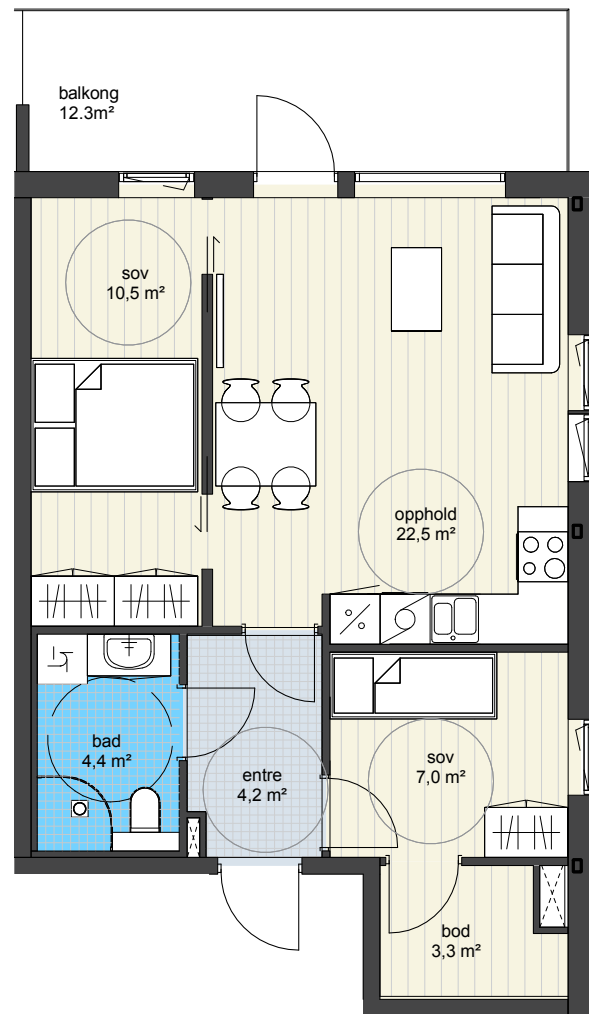 balkong
12.3m²
sov
10,5 m²
opphold
22,5 m²
bad
4,4 m²
entre
4,2 m²
sov
7,0 m²
bod
3,3 m²